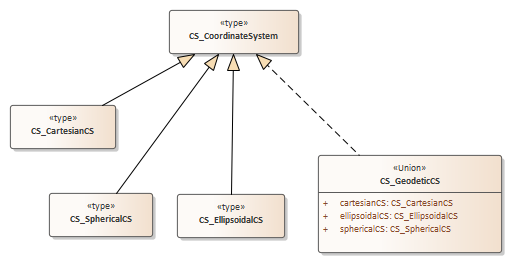 «type»
CS_CoordinateSystem
«type»
CS_CartesianCS
«type»
CS_SphericalCS
«type»
CS_EllipsoidalCS
«Union»
CS_GeodeticCS
+ cartesianCS: CS_CartesianCS
+ ellipsoidalCS: CS_EllipsoidalCS
+ sphericalCS: CS_SphericalCS